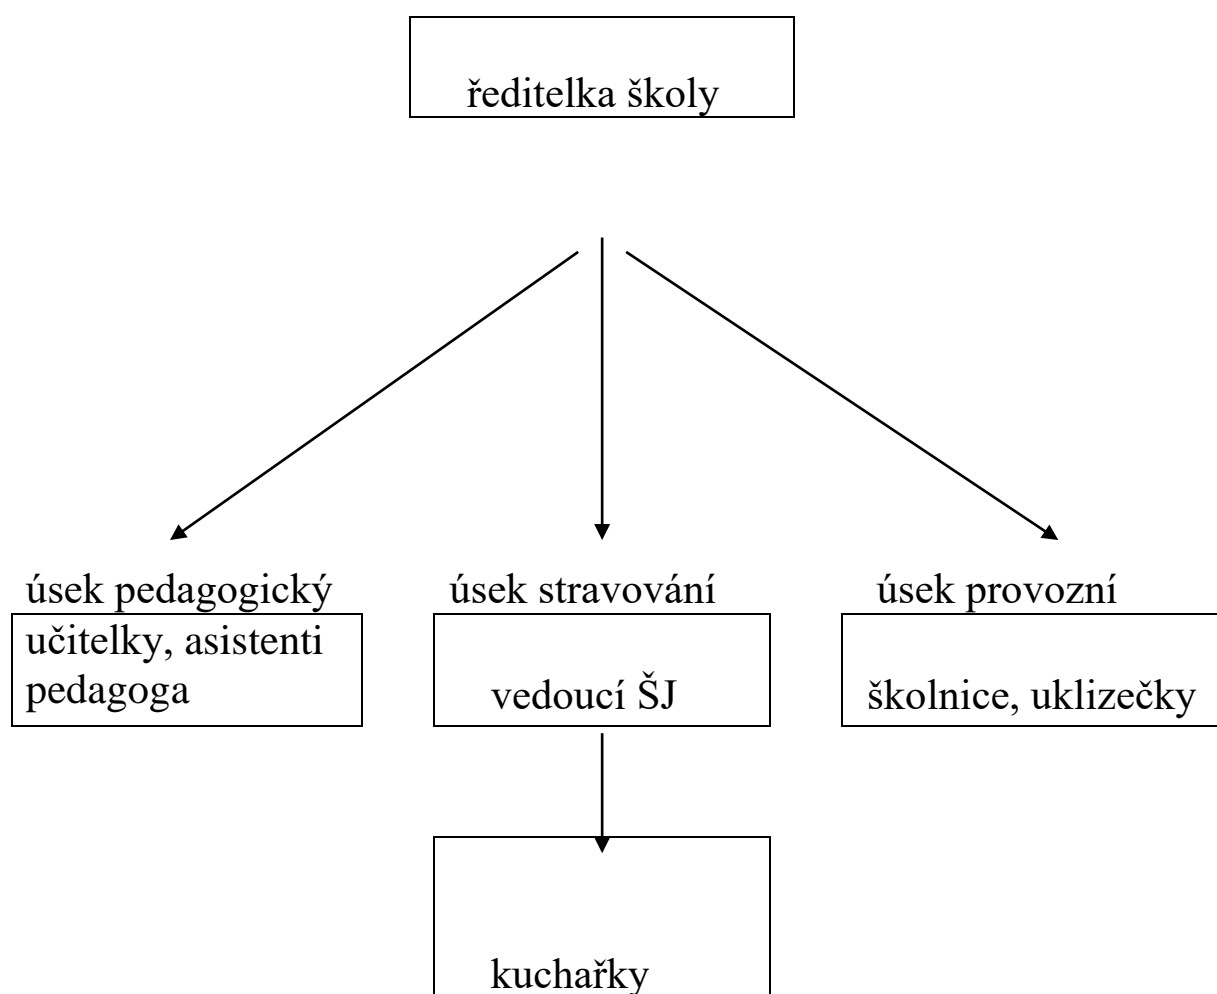 ředitelka školy
úsek pedagogický
úsek stravování
úsek provozní
učitelky, asistenti
pedagoga
vedoucí ŠJ
školnice, uklizečky
kuchařky